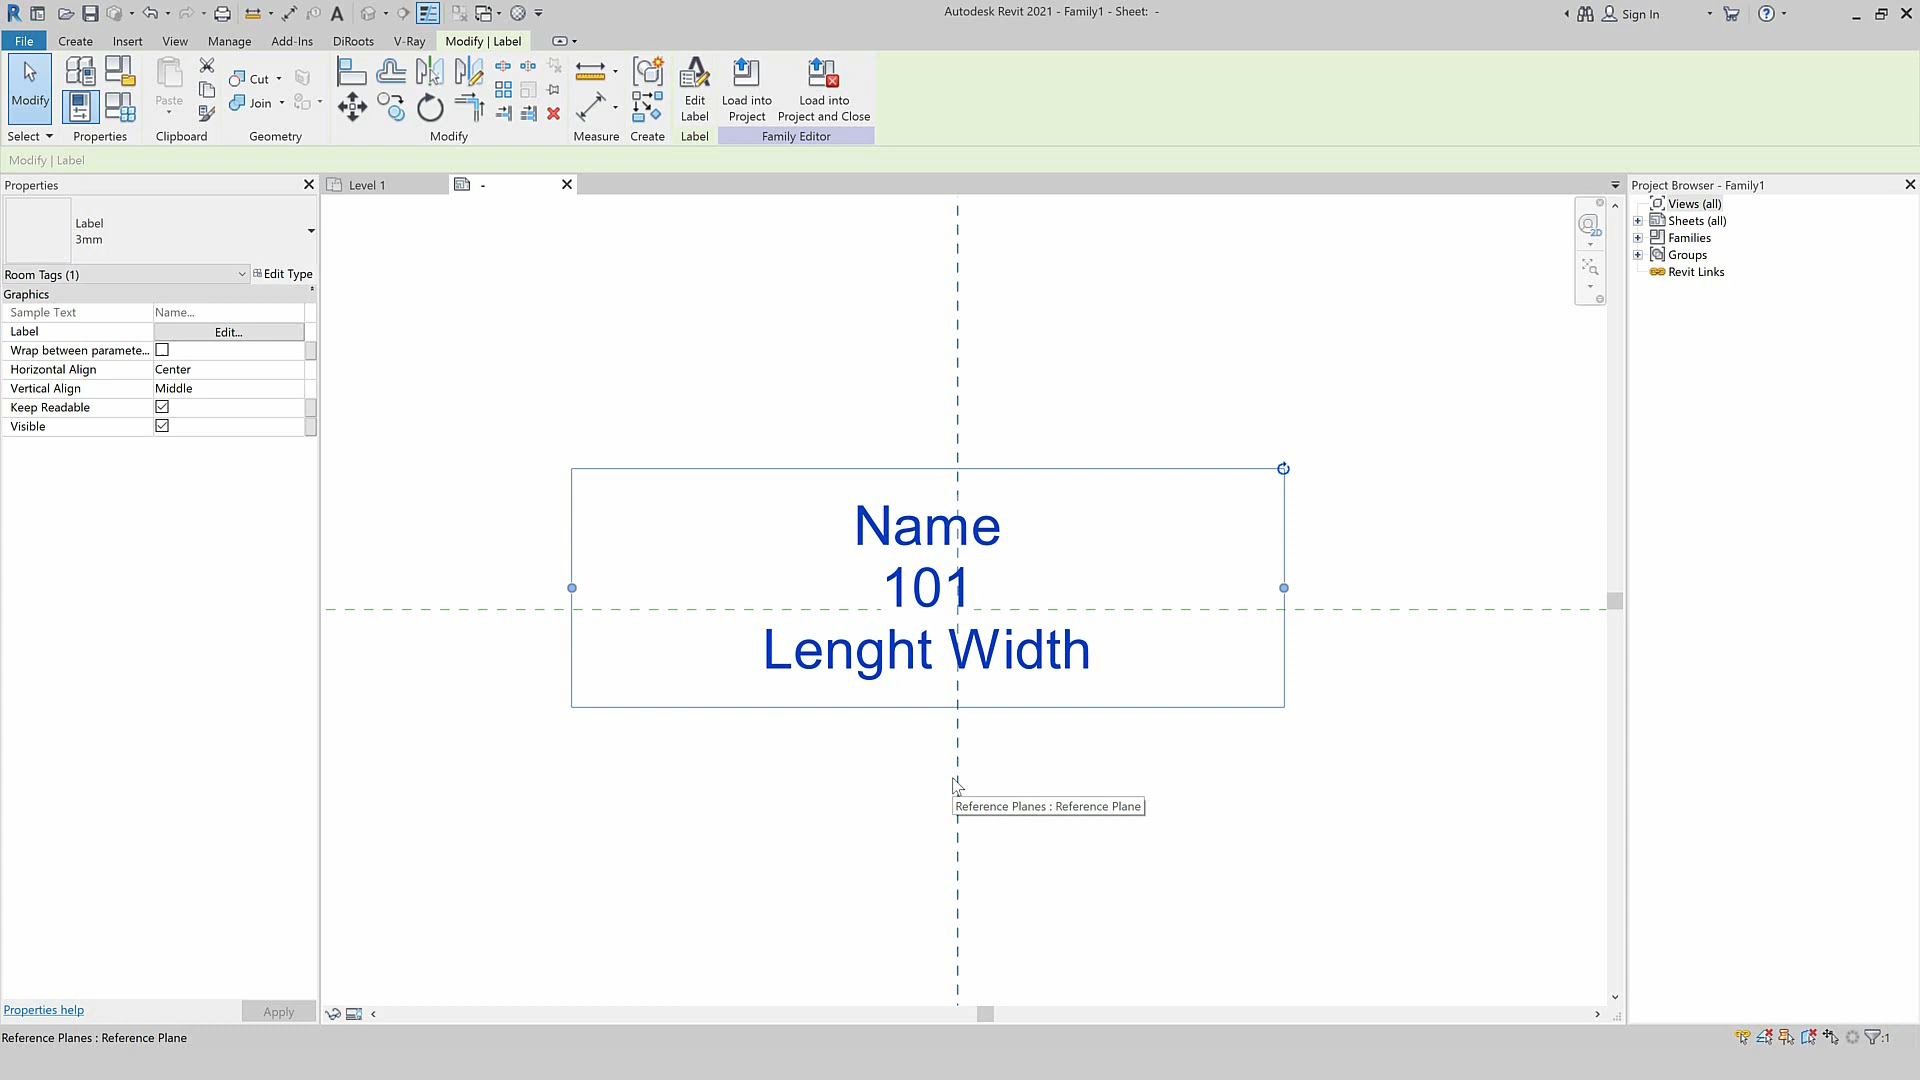 Autodesk Revit 2021 - Family1 - Sheet: -
Sign In
File Create Insert View Manage Add-Ins DiRoots V-Ray Modify | Label
Modify
Paste
Cut
Join
Edit Label
Load into Project
Load into Project and Close
Select Properties Clipboard Geometry Modify Measure Create Label Family Editor
Modify | Label
Properties
Level 1
-
Project Browser - Family1
Label
3mm
Room Tags (1)
Edit Type
Graphics
Sample Text Name...
Label Edit...
Wrap between paramete...
Horizontal Align Center
Vertical Align Middle
Keep Readable
Visible
Views (all)
Sheets (all)
Families
Groups
Revit Links
2D
Name
101
Lenght Width
Reference Planes : Reference Plane
Properties help
Apply
Reference Planes : Reference Plane
:1